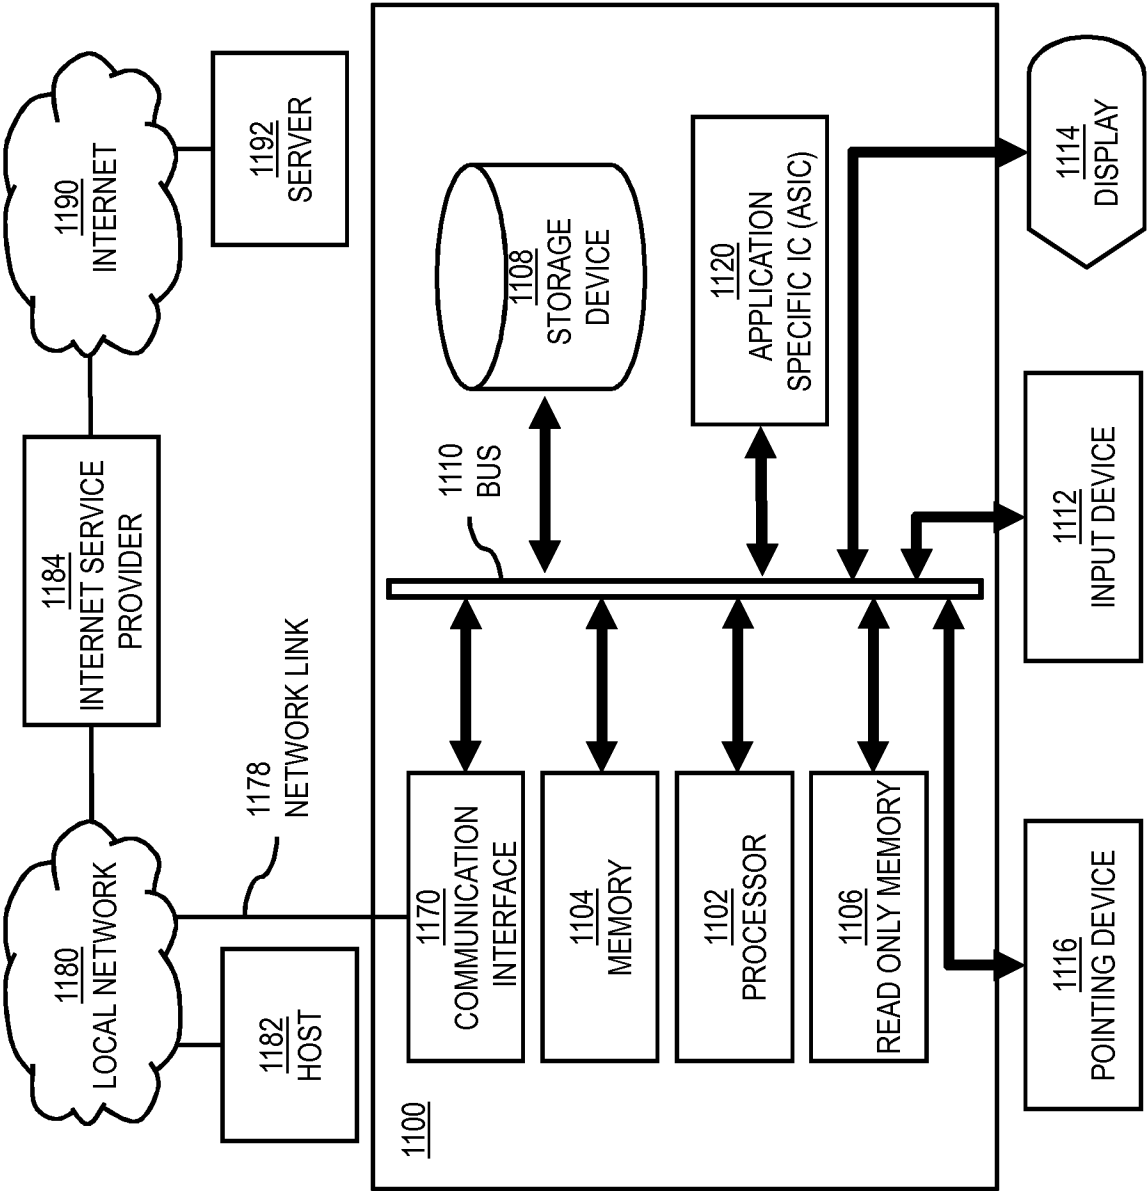 1180
LOCAL NETWORK
1182
HOST
1184
INTERNET SERVICE
PROVIDER
1178
NETWORK LINK
1190
INTERNET
1192
SERVER
1100
1170
COMMUNICATION
INTERFACE
1104
MEMORY
1102
PROCESSOR
1106
READ ONLY MEMORY
1110
BUS
1108
STORAGE
DEVICE
1120
APPLICATION
SPECIFIC IC (ASIC)
1116
POINTING DEVICE
1112
INPUT DEVICE
1114
DISPLAY